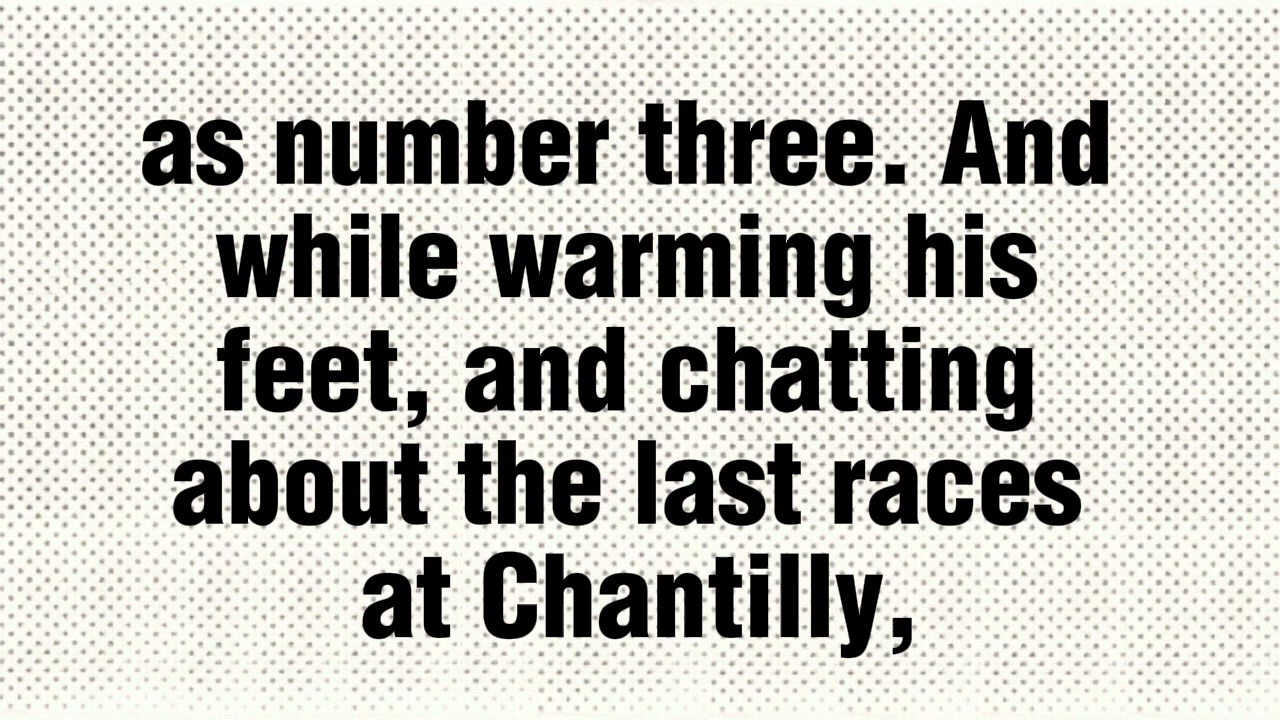 as number three. And
while warming his
feet, and chatting
about the last races
at Chantilly,